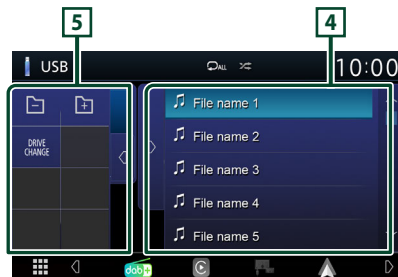 5
4
USB
ALL
10:00
File name 1
DRIVE
CHANGE
File name 2
File name 3
File name 4
File name 5
dab+